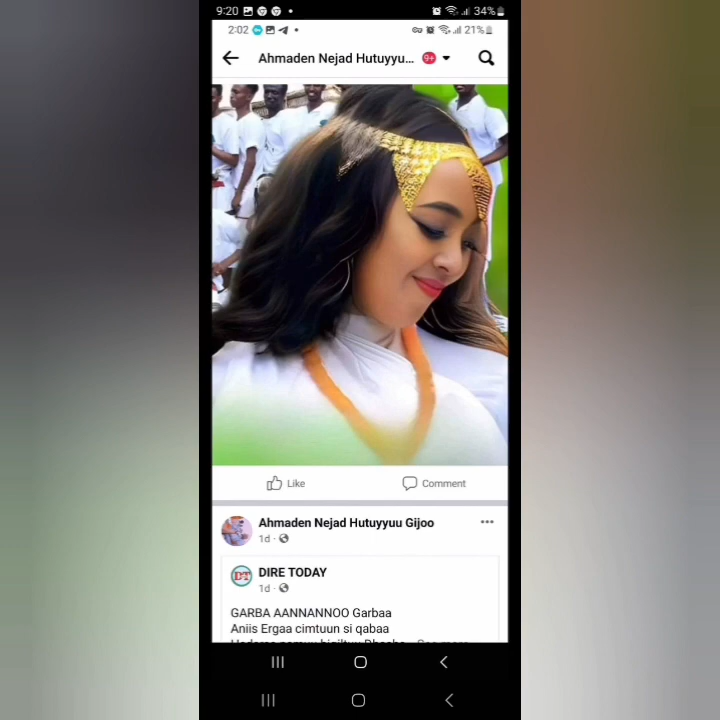 9:20
34%
2:02
21%
Ahmaden Nejad Hutuyyu... 9+
Like
Comment
Ahmaden Nejad Hutuyyuu Gijoo
1d ·
DT
DIRE TODAY
1d ·
GARBA AANNANNOO Garbaa
Aniis Ergaa cimtuun si qabaa